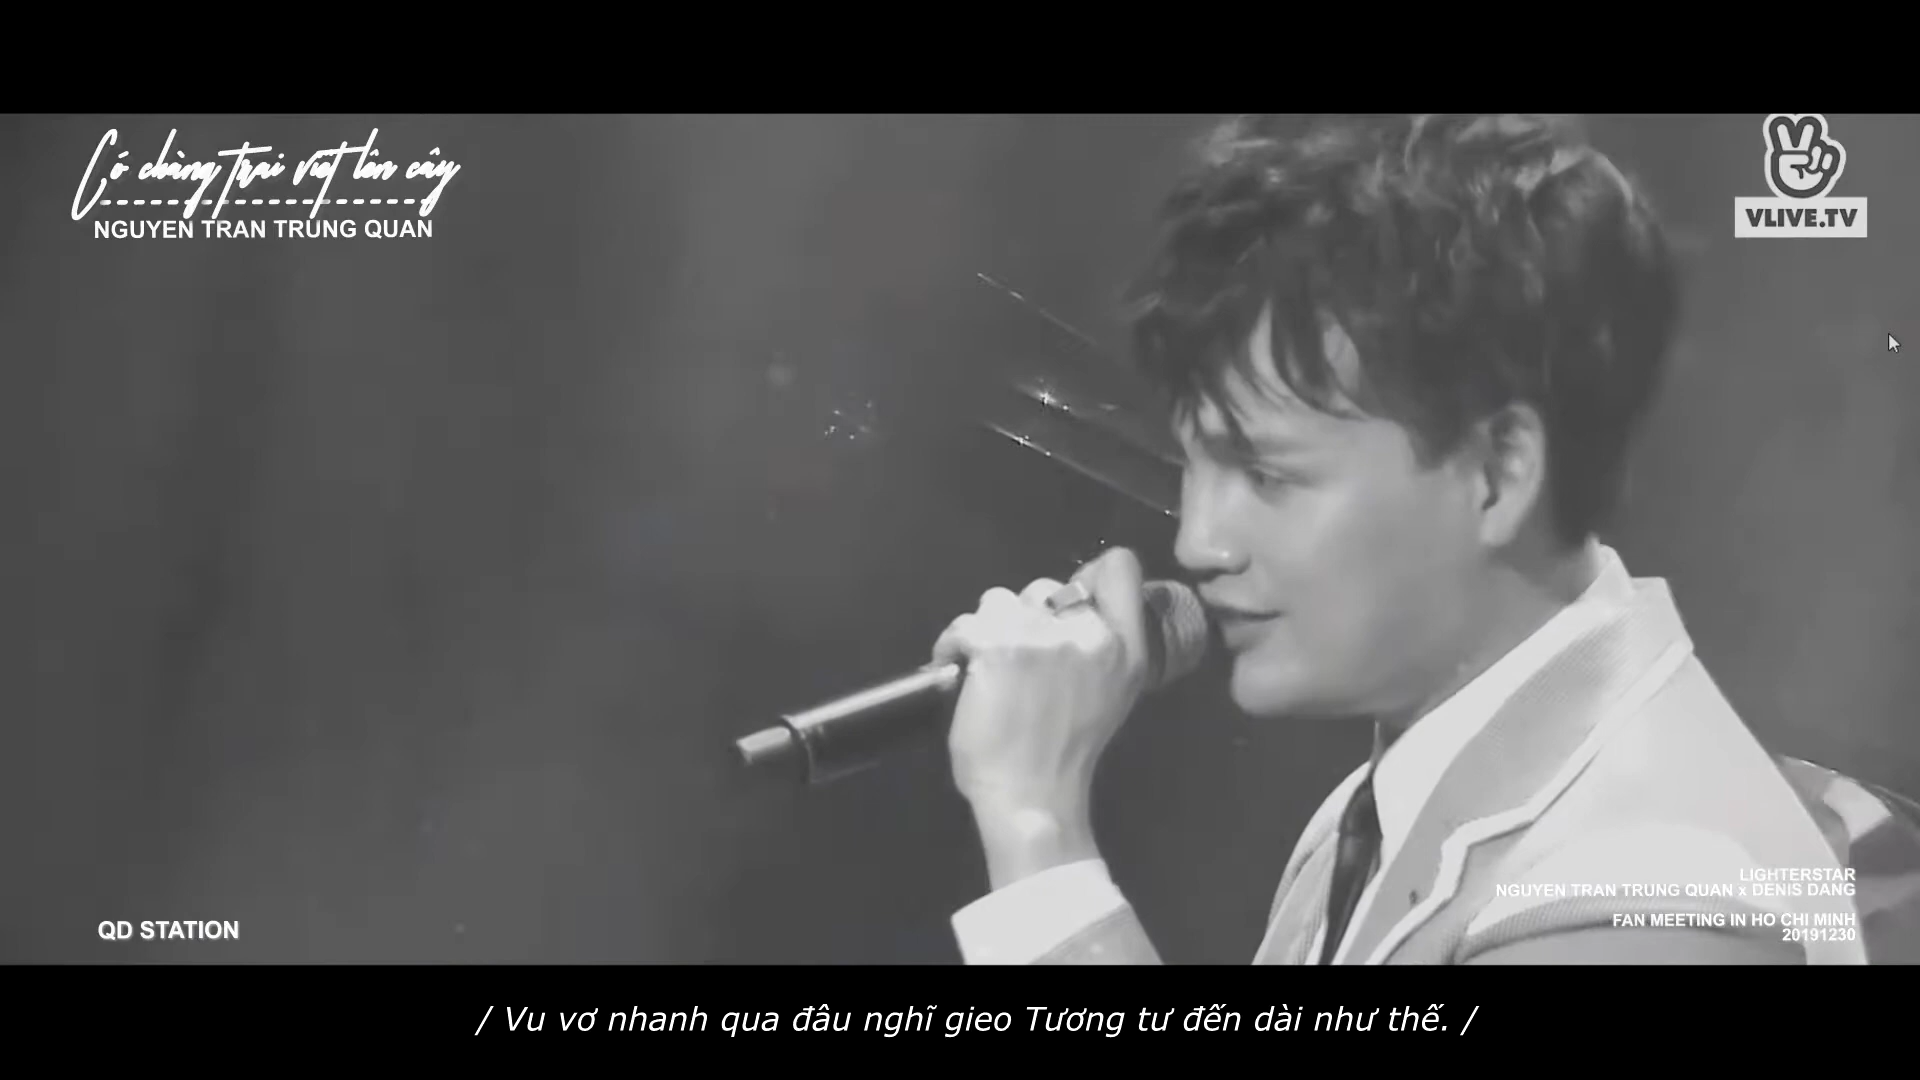 Có chàng trai viết lên cây
NGUYEN TRAN TRUNG QUAN
VLIVE.TV
LIGHTERSTAR
NGUYEN TRAN TRUNG QUAN x DENIS DANG
FAN MEETING IN HO CHI MINH
20191230
QD STATION
/ Vu vơ nhanh qua đâu nghĩ gieo Tương tư đến dài như thế. /